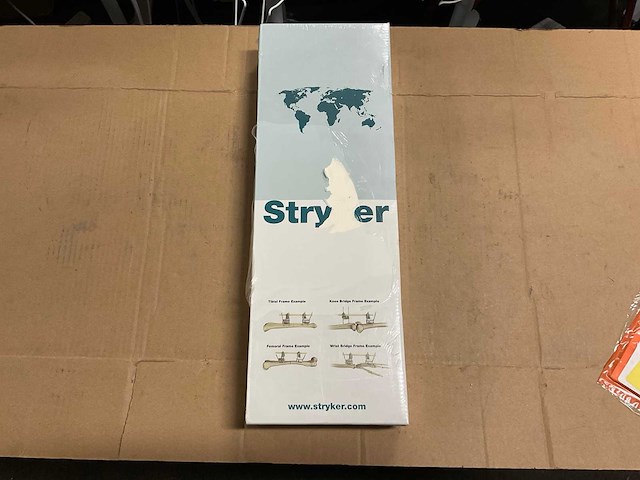 Stryker
Tibial Frame Example
Knee Bridge Frame Example
Femoral Frame Example
Wrist Bridge Frame Example
www.stryker.com